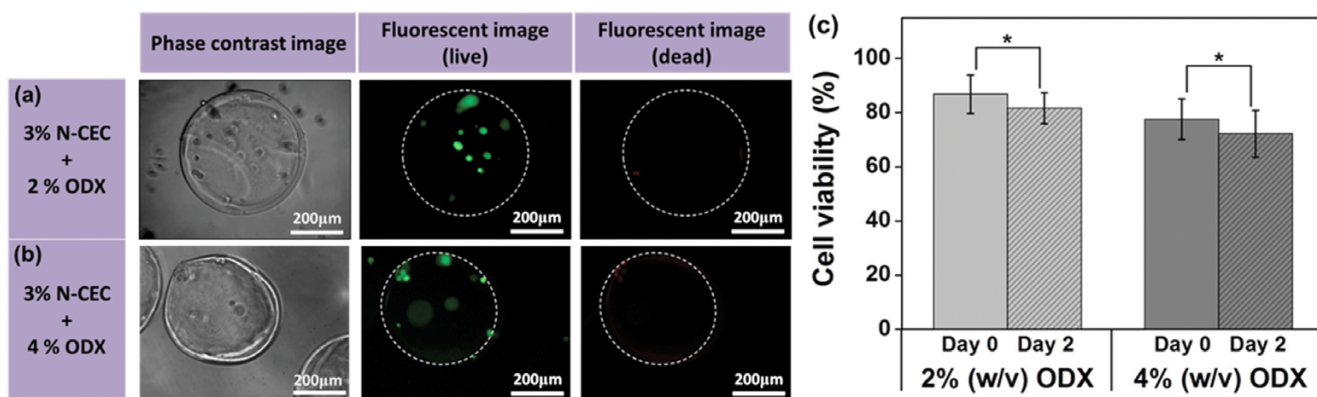 Phase contrast image
Fluorescent image
(live)
Fluorescent image
(dead)
(a)
3% N-CEC
+
2 % ODX
200μm
200μm
200μm
(b)
3% N-CEC
+
4 % ODX
200μm
200μm
200μm
(c)
Cell viability (%)
100
80
60
40
20
0
*
*
Day 0 Day 2 Day 0 Day 2
2% (w/v) ODX 4% (w/v) ODX